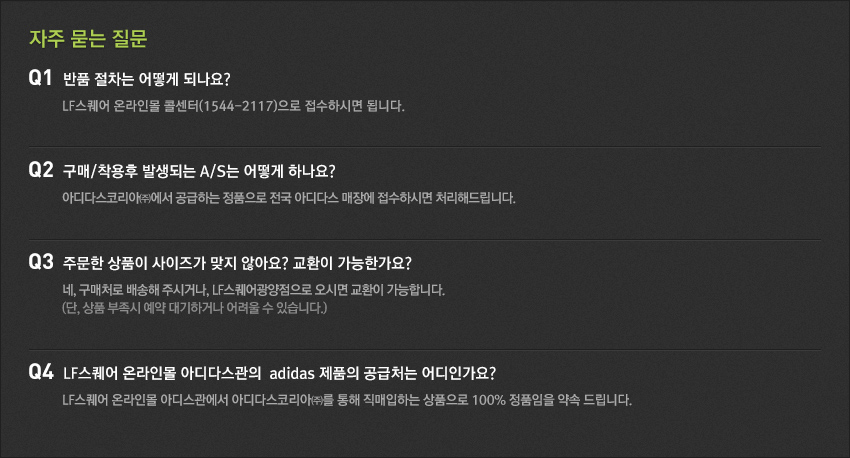 자주 묻는 질문
Q1 반품 절차는 어떻게 되나요?
LF스퀘어 온라인몰 콜센터(1544-2117)으로 접수하시면 됩니다.
Q2 구매/착용후 발생되는 A/S는 어떻게 하나요?
아디다스코리아㈜에서 공급하는 정품으로 전국 아디다스 매장에 접수하시면 처리해드립니다.
Q3 주문한 상품이 사이즈가 맞지 않아요? 교환이 가능한가요?
네, 구매처로 배송해 주시거나, LF스퀘어광양점으로 오시면 교환이 가능합니다.
(단, 상품 부족시 예약 대기하거나 어려울 수 있습니다.)
Q4 LF스퀘어 온라인몰 아디다스관의 adidas 제품의 공급처는 어디인가요?
LF스퀘어 온라인몰 아디스관에서 아디다스코리아㈜를 통해 직매입하는 상품으로 100% 정품임을 약속 드립니다.